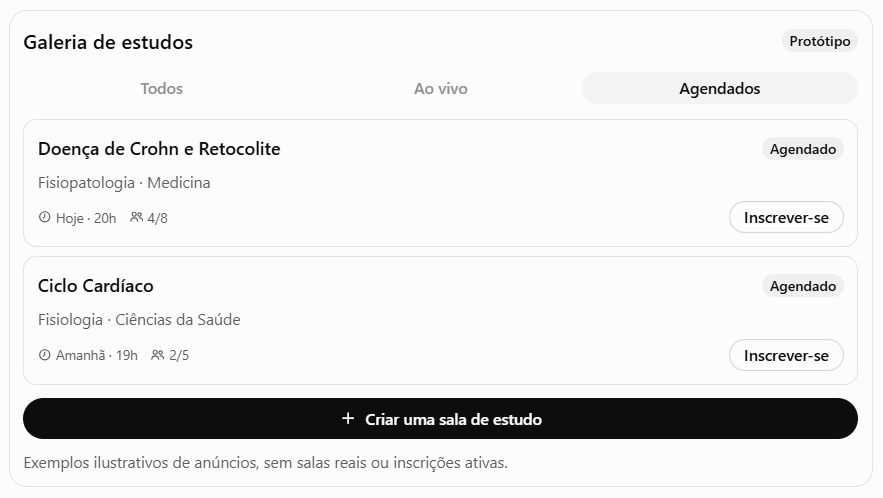 Galeria de estudos
Protótipo
Todos
Ao vivo
Agendados
Doença de Crohn e Retocolite
Agendado
Fisiopatologia · Medicina
Hoje · 20h 4/8
Inscrever-se
Ciclo Cardíaco
Agendado
Fisiologia · Ciências da Saúde
Amanhã · 19h 2/5
Inscrever-se
+ Criar uma sala de estudo
Exemplos ilustrativos de anúncios, sem salas reais ou inscrições ativas.